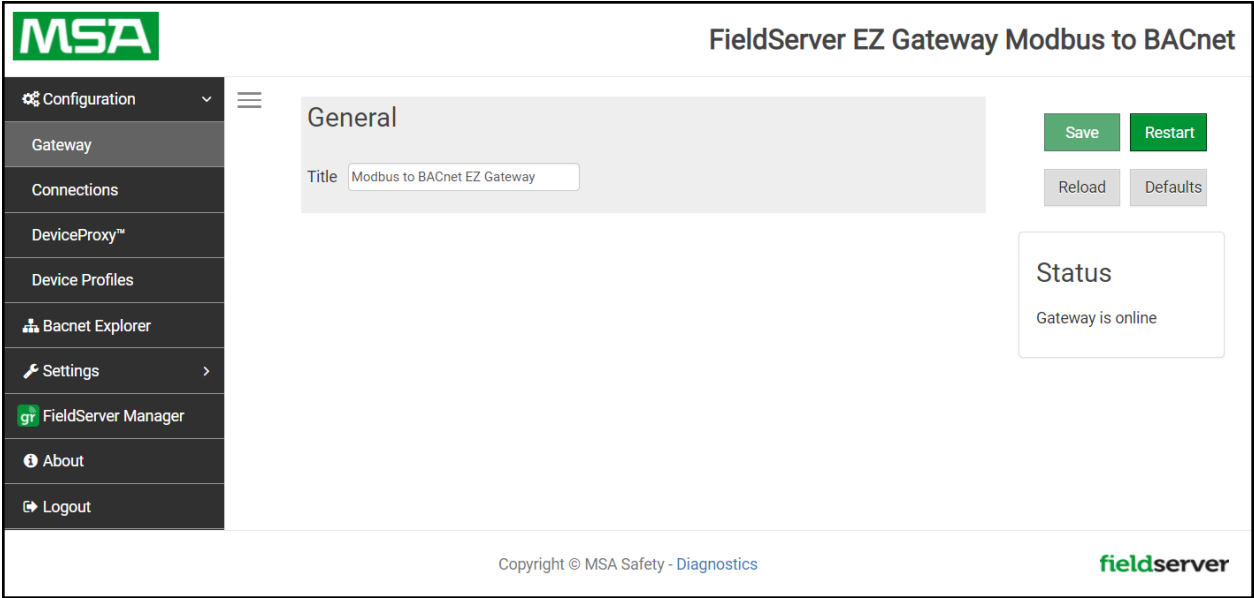 MSA
FieldServer EZ Gateway Modbus to BACnet
Configuration
Gateway
Connections
DeviceProxy™
Device Profiles
Bacnet Explorer
Settings
gr FieldServer Manager
About
Logout
General
Title Modbus to BACnet EZ Gateway
Save Restart
Reload Defaults
Status
Gateway is online
Copyright © MSA Safety - Diagnostics
fieldserver